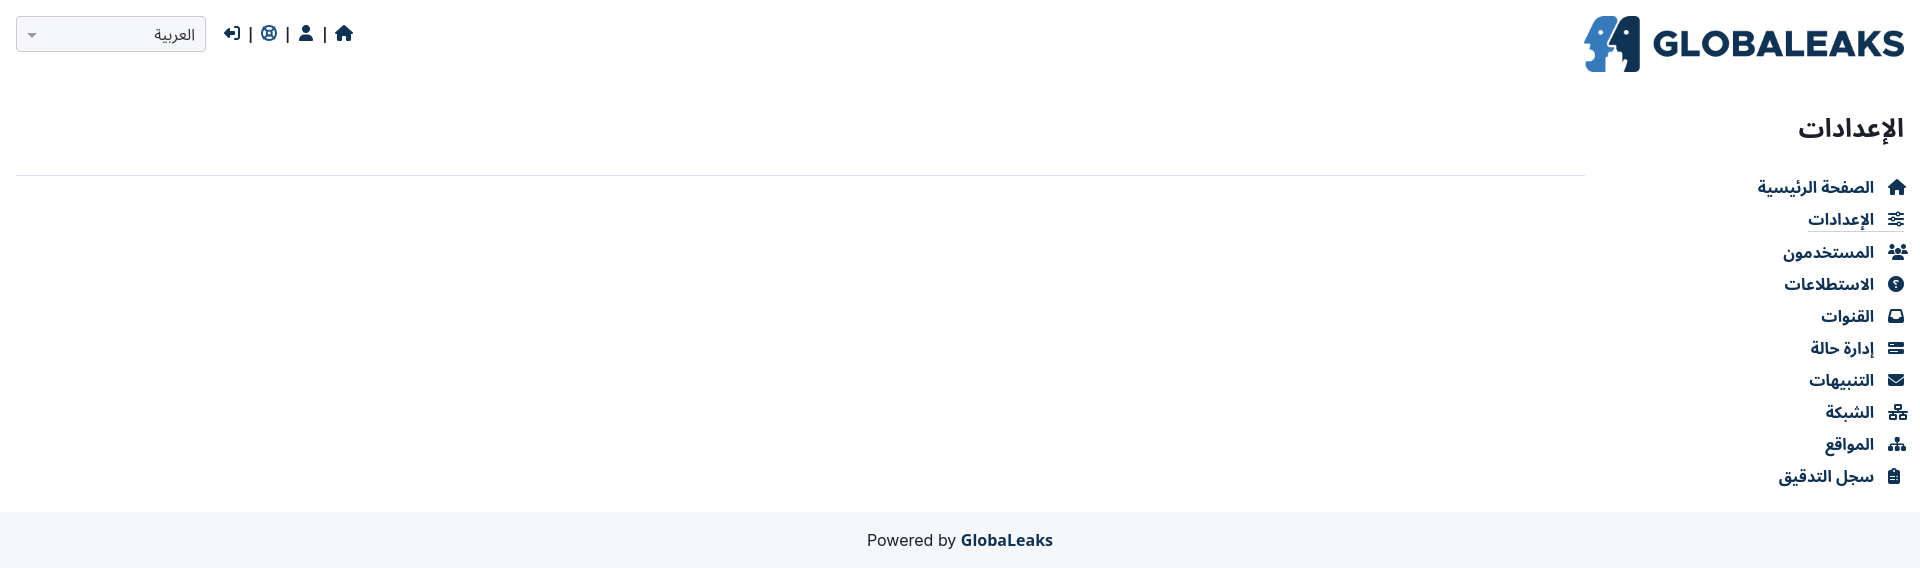 GLOBALEAKS
| | |
العربية
الإعدادات
الصفحة الرئيسية
الإعدادات
المستخدمون
الاستطلاعات
القنوات
إدارة حالة
التنبيهات
الشبكة
المواقع
سجل التدقيق
Powered by GlobaLeaks